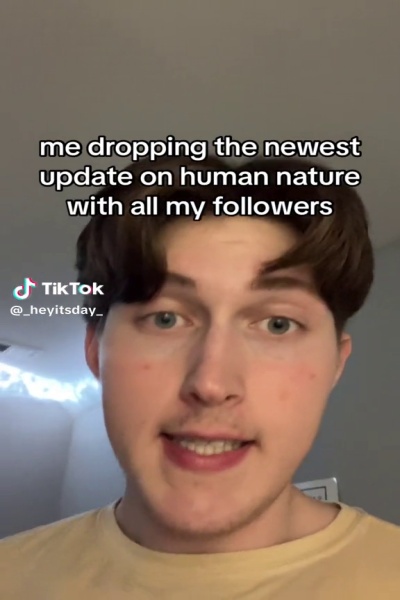 me dropping the newest
update on human nature
with all my followers
TikTok
@_heyitsday_